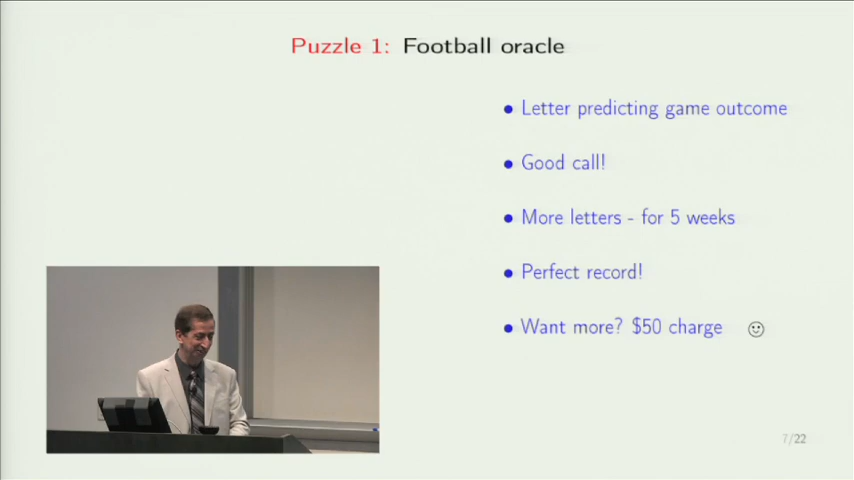 Puzzle 1: Football oracle
• Letter predicting game outcome
• Good call!
• More letters - for 5 weeks
• Perfect record!
• Want more? $50 charge
7/22